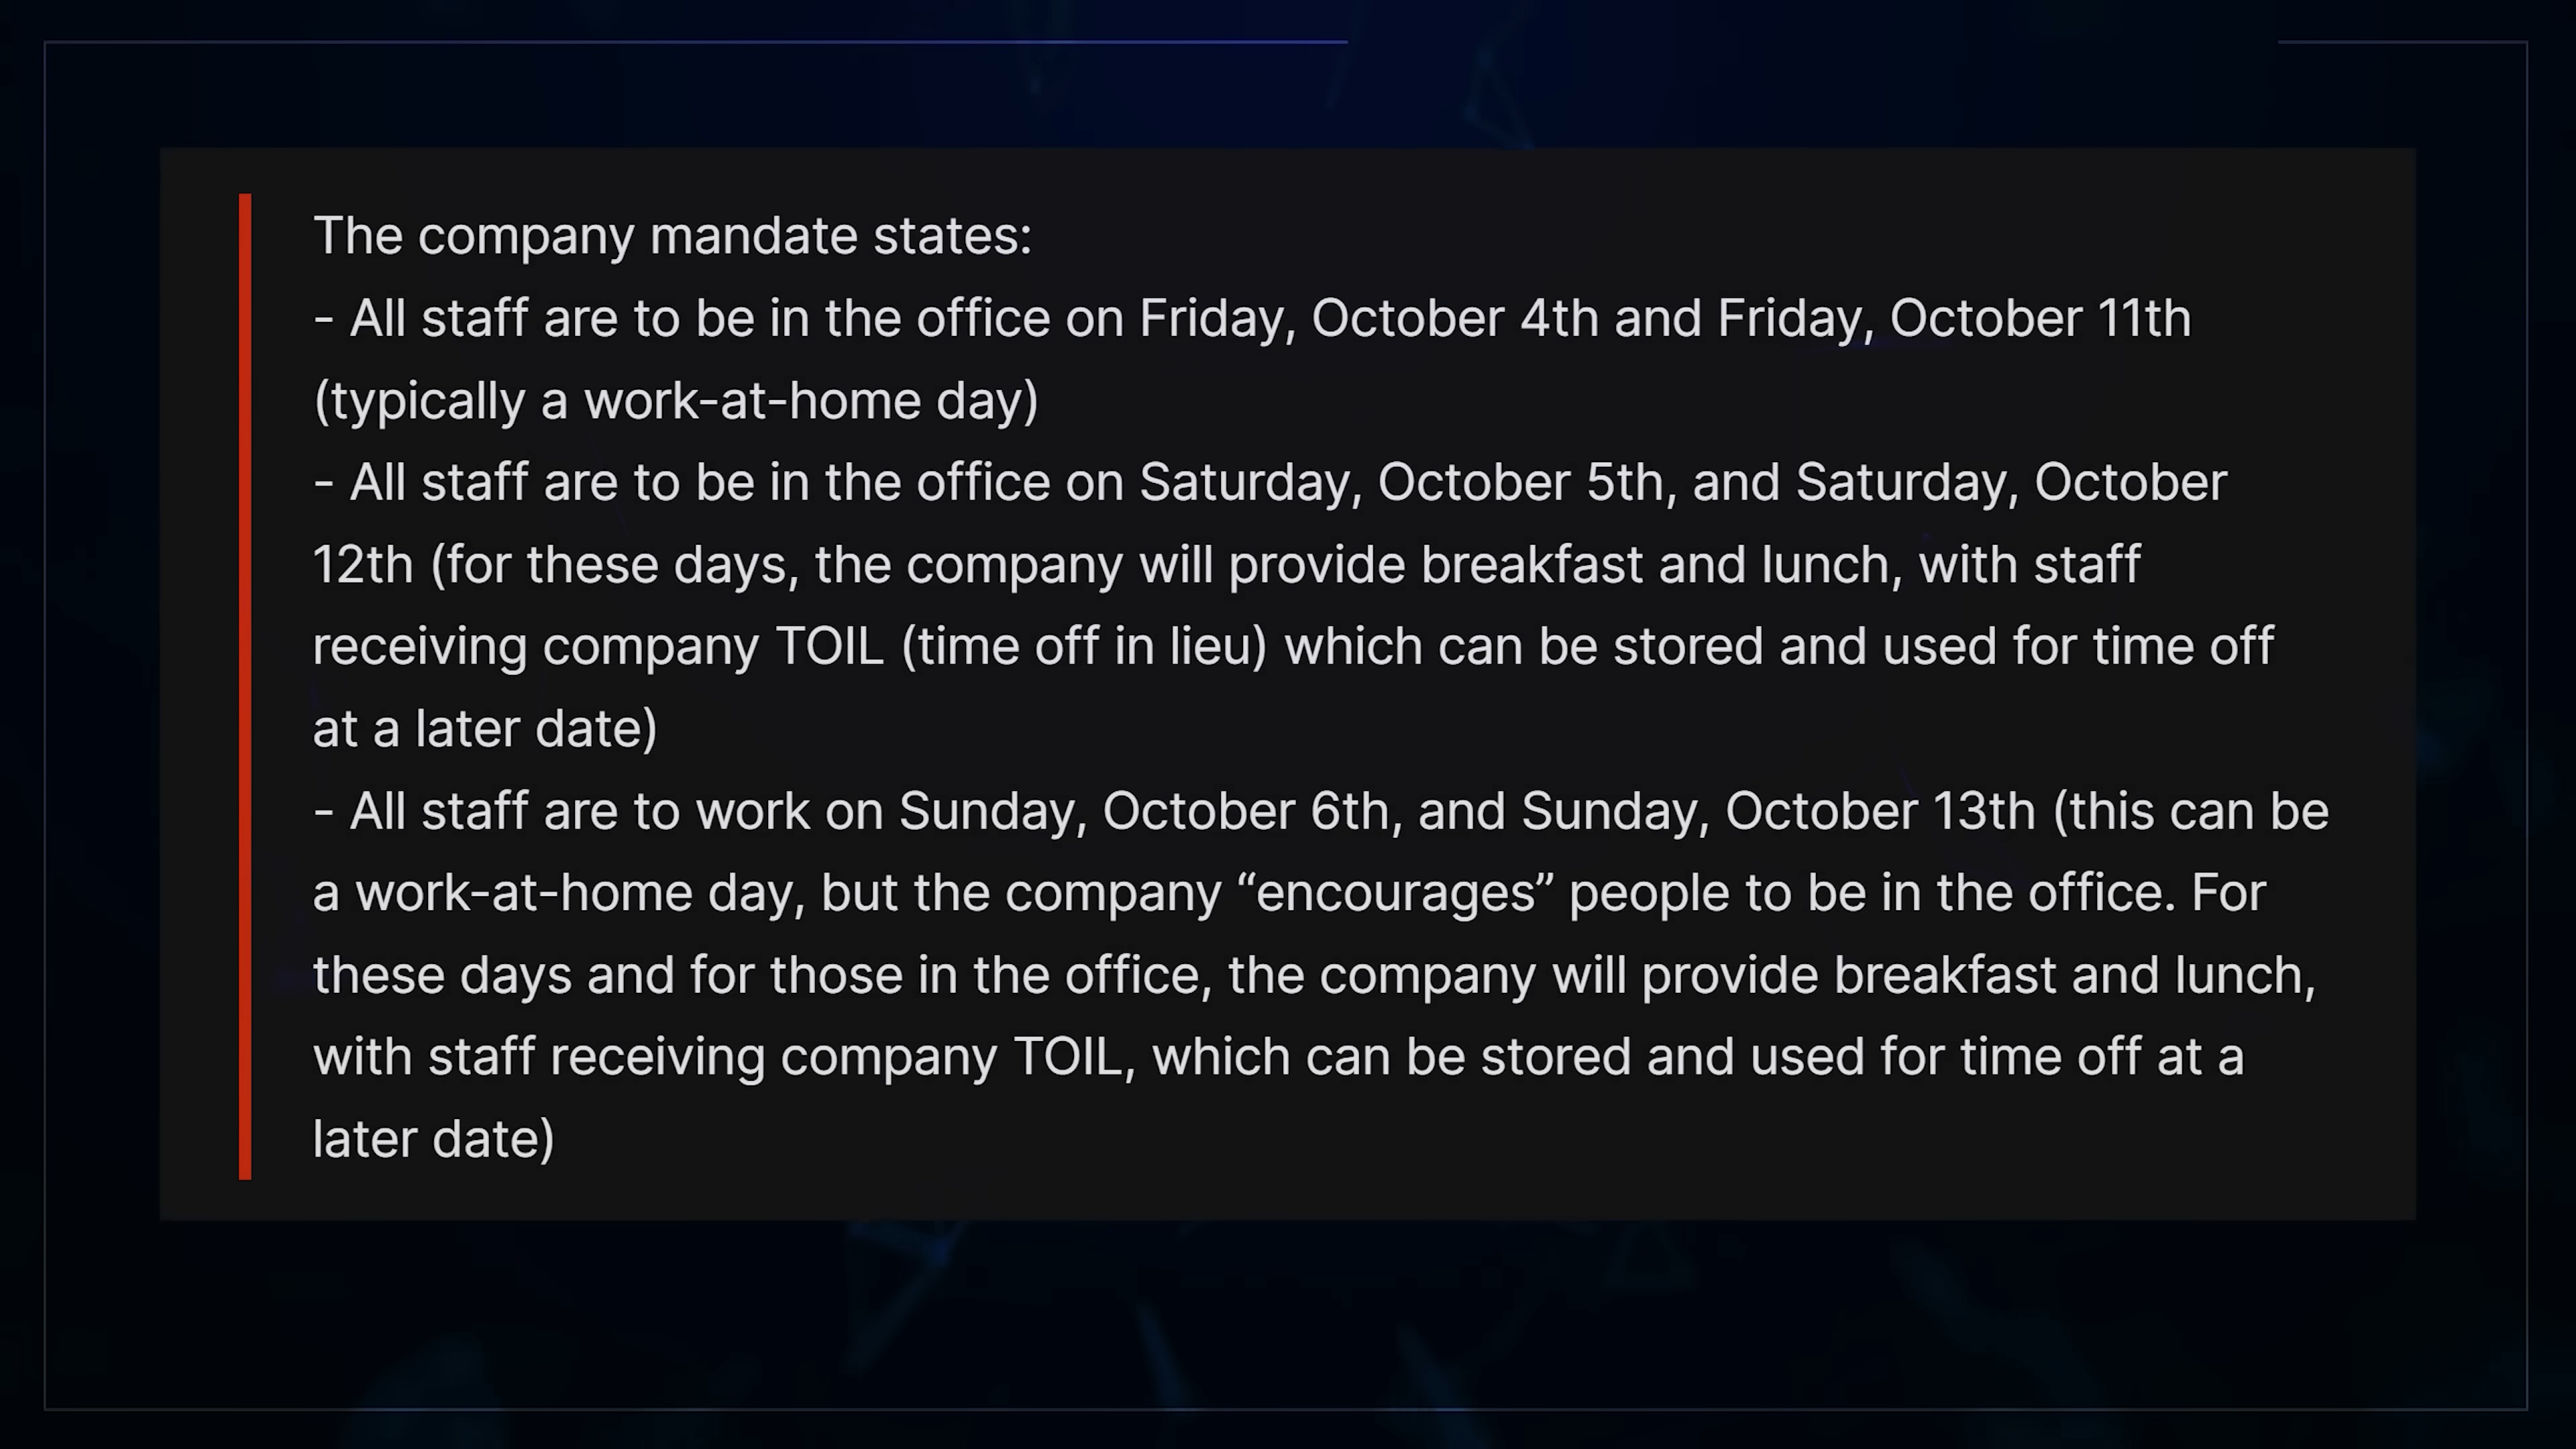 The company mandate states:
- All staff are to be in the office on Friday, October 4th and Friday, October 11th
(typically a work-at-home day)
- All staff are to be in the office on Saturday, October 5th, and Saturday, October
12th (for these days, the company will provide breakfast and lunch, with staff
receiving company TOIL (time off in lieu) which can be stored and used for time off
at a later date)
- All staff are to work on Sunday, October 6th, and Sunday, October 13th (this can be
a work-at-home day, but the company “encourages” people to be in the office. For
these days and for those in the office, the company will provide breakfast and lunch,
with staff receiving company TOIL, which can be stored and used for time off at a
later date)